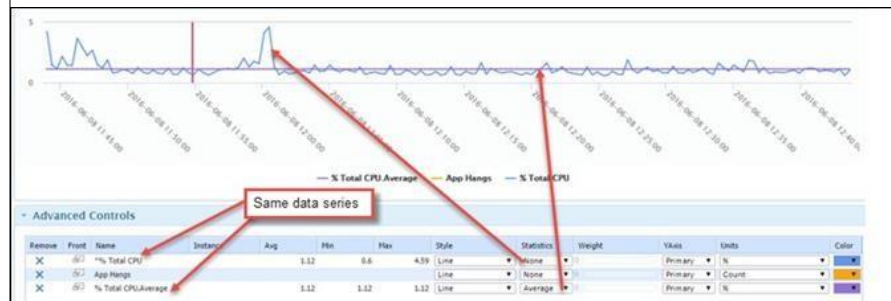 5
0
2016-06-08 11:45:00
2016-06-08 11:50:00
2016-06-08 11:55:00
2016-06-08 12:00:00
2016-06-08 12:10:00
2016-06-08 12:15:00
2016-06-08 12:20:00
2016-06-08 12:25:00
2016-06-08 12:30:00
2016-06-08 12:35:00
2016-06-08 12:40:00
% Total CPU.Average App Hangs % Total CPU
Same data series
Advanced Controls
Remove Front Name Instance Avg Min Max Style Statistics Weight YAxis Units Color
*% Total CPU 1.12 0.6 4.59 Line None Primary %
App Hangs Line None Primary Count
% Total CPU.Average 1.12 1.12 1.12 Line Average Primary %